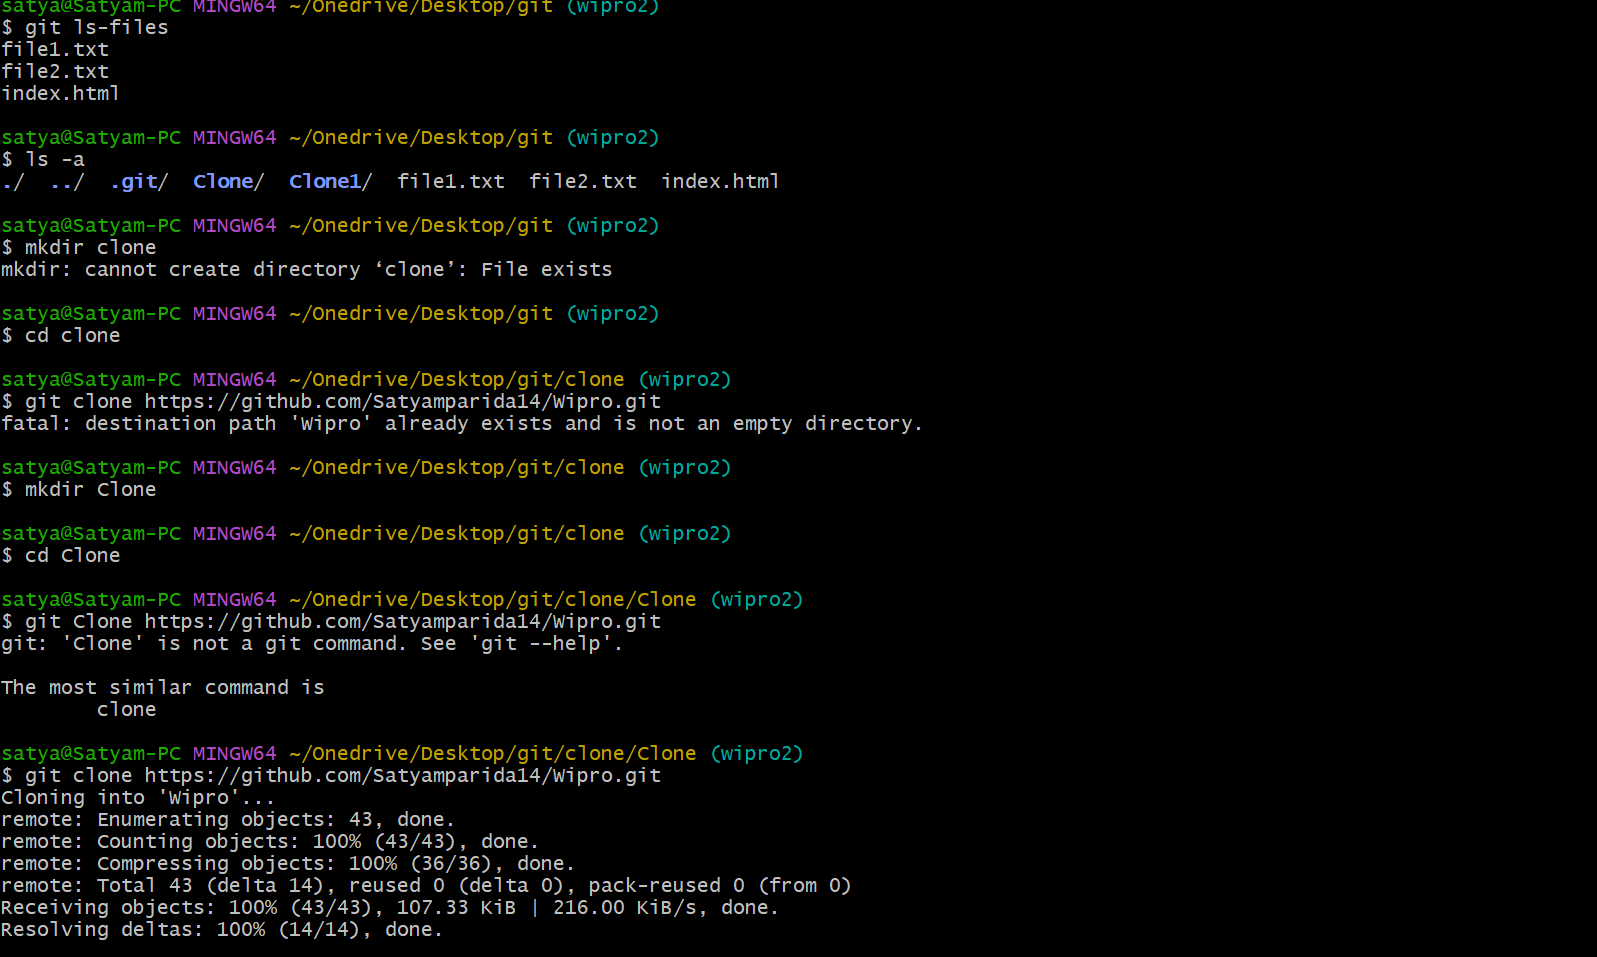 satya@Satyam-PC MINGW64 ~/Onedrive/Desktop/git (wipro2)
$ git ls-files
file1.txt
file2.txt
index.html
satya@Satyam-PC MINGW64 ~/Onedrive/Desktop/git (wipro2)
$ ls -a
./  ../  .git/  Clone/  Clone1/  file1.txt  file2.txt  index.html
satya@Satyam-PC MINGW64 ~/Onedrive/Desktop/git (wipro2)
$ mkdir clone
mkdir: cannot create directory ‘clone’: File exists
satya@Satyam-PC MINGW64 ~/Onedrive/Desktop/git (wipro2)
$ cd clone
satya@Satyam-PC MINGW64 ~/Onedrive/Desktop/git/clone (wipro2)
$ git clone https://github.com/Satyamparida14/Wipro.git
fatal: destination path 'Wipro' already exists and is not an empty directory.
satya@Satyam-PC MINGW64 ~/Onedrive/Desktop/git/clone (wipro2)
$ mkdir Clone
satya@Satyam-PC MINGW64 ~/Onedrive/Desktop/git/clone (wipro2)
$ cd Clone
satya@Satyam-PC MINGW64 ~/Onedrive/Desktop/git/clone/Clone (wipro2)
$ git Clone https://github.com/Satyamparida14/Wipro.git
git: 'Clone' is not a git command. See 'git --help'.
The most similar command is
        clone
satya@Satyam-PC MINGW64 ~/Onedrive/Desktop/git/clone/Clone (wipro2)
$ git clone https://github.com/Satyamparida14/Wipro.git
Cloning into 'Wipro'...
remote: Enumerating objects: 43, done.
remote: Counting objects: 100% (43/43), done.
remote: Compressing objects: 100% (36/36), done.
remote: Total 43 (delta 14), reused 0 (delta 0), pack-reused 0 (from 0)
Receiving objects: 100% (43/43), 107.33 KiB | 216.00 KiB/s, done.
Resolving deltas: 100% (14/14), done.